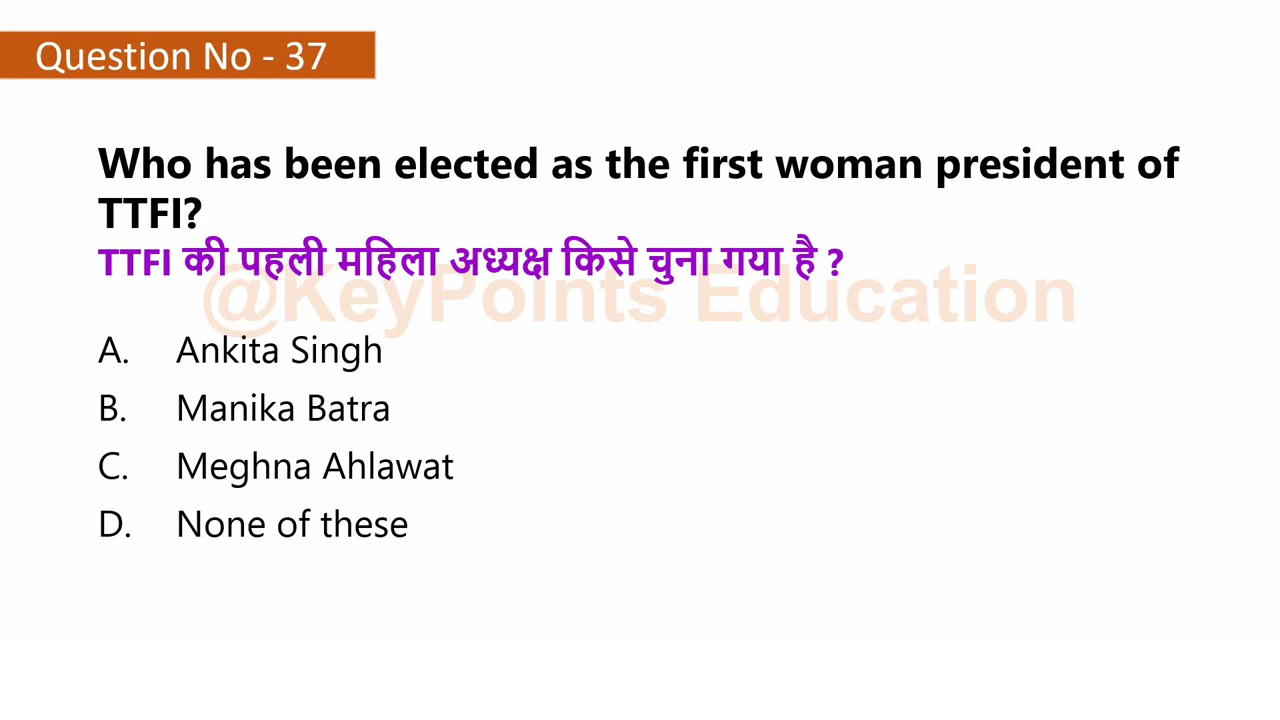 Question No - 37
Who has been elected as the first woman president of
TTFI?
TTFI की पहली महिला अध्यक्ष किसे चुना गया है ?
@KeyPoints Education
A. Ankita Singh
B. Manika Batra
C. Meghna Ahlawat
D. None of these